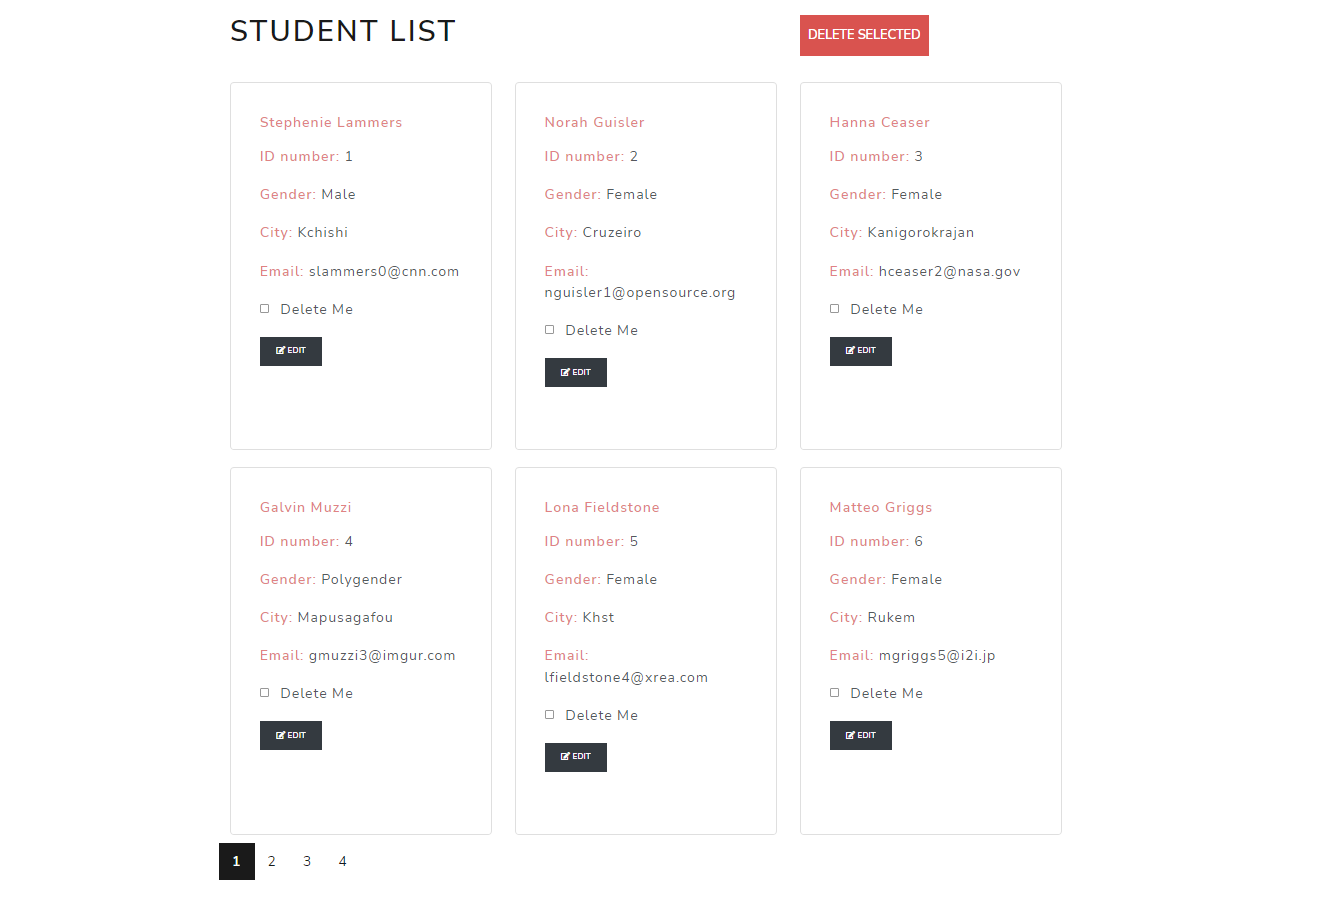 STUDENT LIST
DELETE SELECTED
Stephenie Lammers
ID number: 1
Gender: Male
City: Kchishi
Email: slammers0@cnn.com
Delete Me
EDIT
Norah Guisler
ID number: 2
Gender: Female
City: Cruzeiro
Email:
nguisler1@opensource.org
Delete Me
EDIT
Hanna Ceaser
ID number: 3
Gender: Female
City: Kanigorokrajan
Email: hceaser2@nasa.gov
Delete Me
EDIT
Galvin Muzzi
ID number: 4
Gender: Polygender
City: Mapusagafou
Email: gmuzzi3@imgur.com
Delete Me
EDIT
Lona Fieldstone
ID number: 5
Gender: Female
City: Khst
Email:
lfieldstone4@xrea.com
Delete Me
EDIT
Matteo Griggs
ID number: 6
Gender: Female
City: Rukem
Email: mgriggs5@i2i.jp
Delete Me
EDIT
1 2 3 4